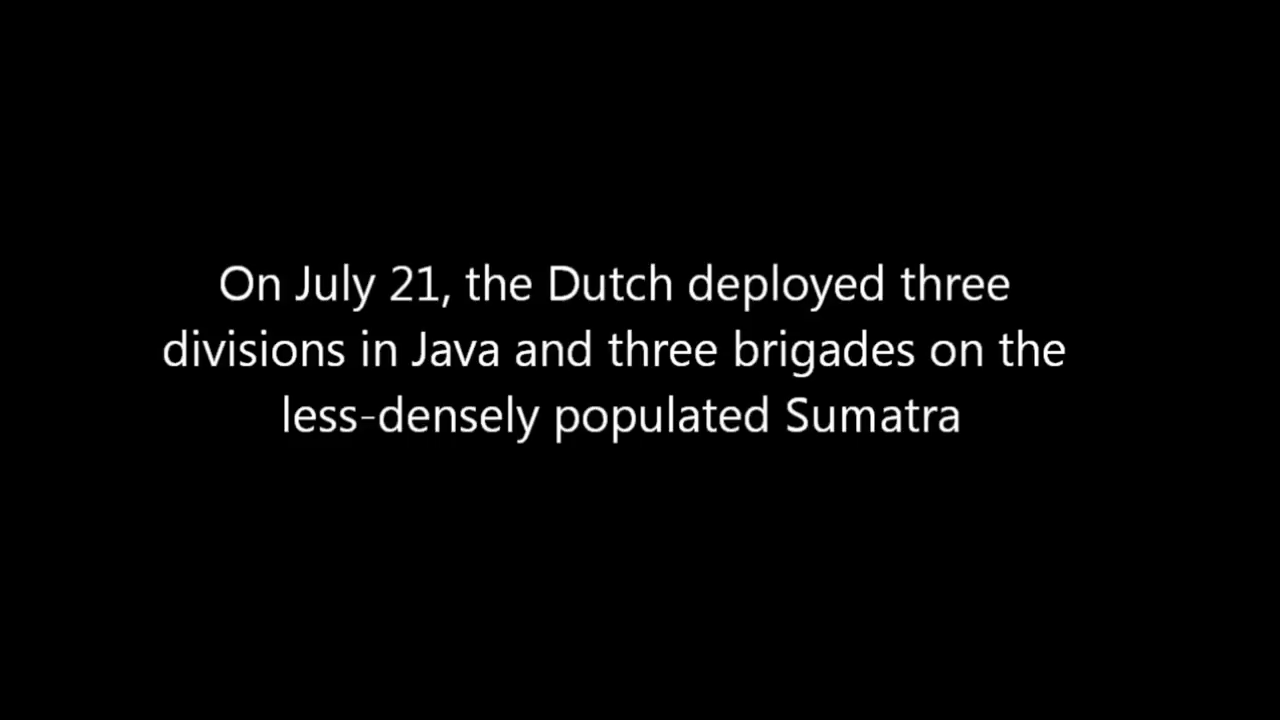 On July 21, the Dutch deployed three
divisions in Java and three brigades on the
less-densely populated Sumatra